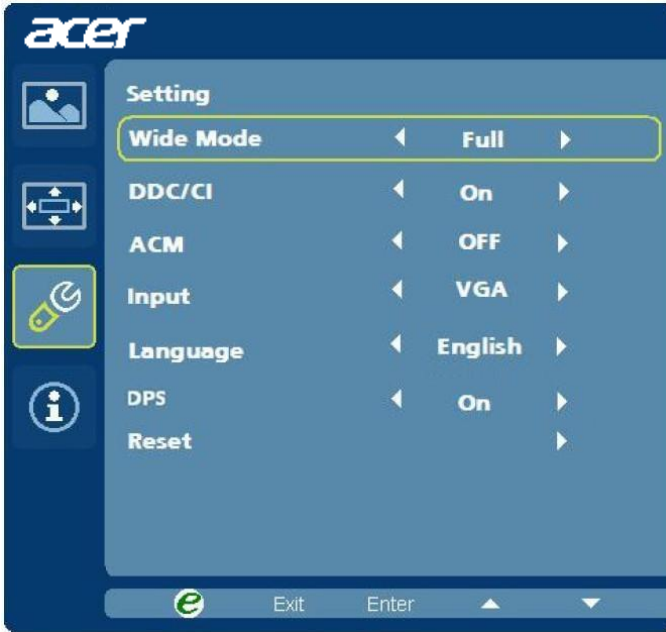 acer
Setting
Wide Mode Full
DDC/CI On
ACM OFF
Input VGA
Language English
DPS On
Reset
e Exit Enter